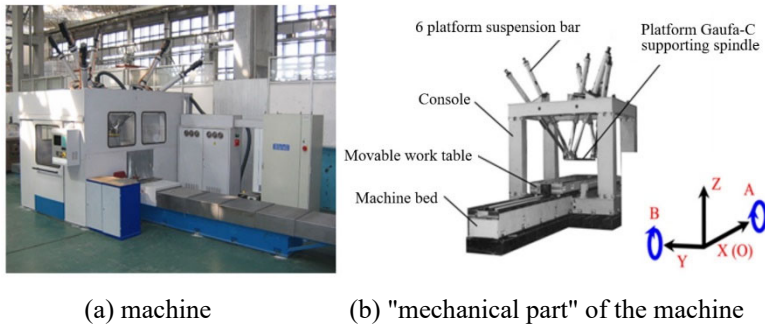 6 platform suspension bar
Platform Gaufa-C
supporting spindle
Console
Movable work table
Machine bed
Z
A
B
Y
X (O)
(a) machine
(b) "mechanical part" of the machine